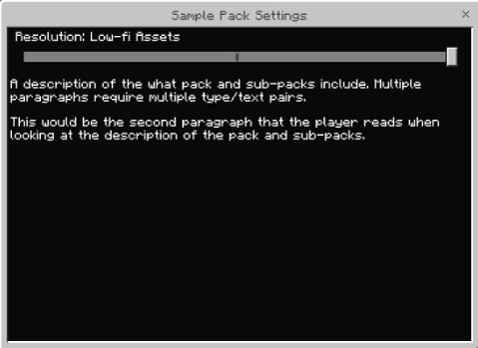 Sample Pack Settings
Resolution: Low-fi Assets
A description of the what pack and sub-packs include. Multiple
paragraphs require multiple type/text pairs.
This would be the second paragraph that the player reads when
looking at the description of the pack and sub-packs.